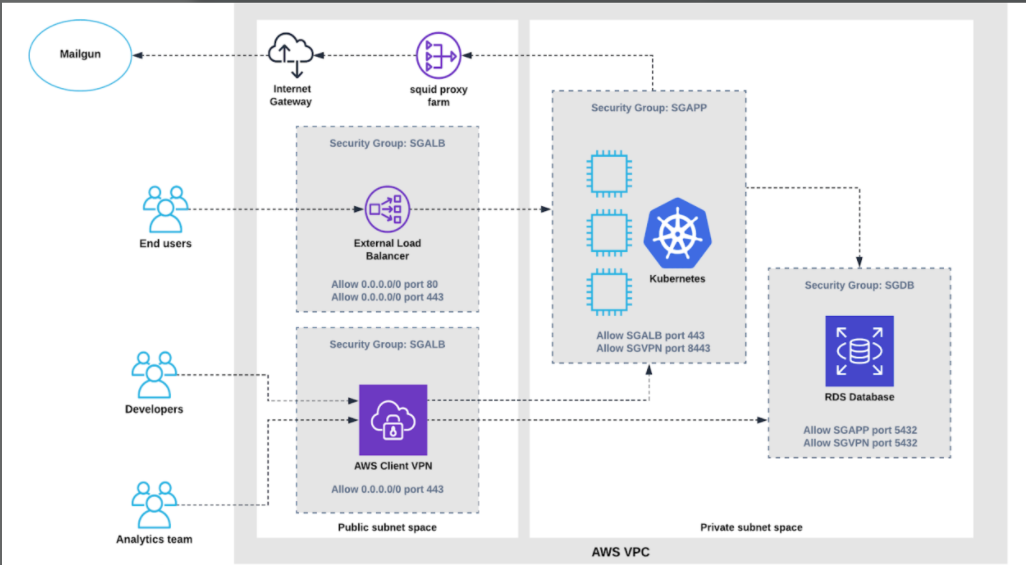 Mailgun
Internet
Gateway
squid proxy
farm
Security Group: SGAPP
Security Group: SGALB
End users
External Load
Balancer
Allow 0.0.0.0/0 port 80
Allow 0.0.0.0/0 port 443
Kubernetes
Allow SGALB port 443
Allow SGVPN port 8443
Security Group: SGDB
RDS Database
Allow SGAPP port 5432
Allow SGVPN port 5432
Security Group: SGALB
Developers
AWS Client VPN
Allow 0.0.0.0/0 port 443
Analytics team
Public subnet space
Private subnet space
AWS VPC